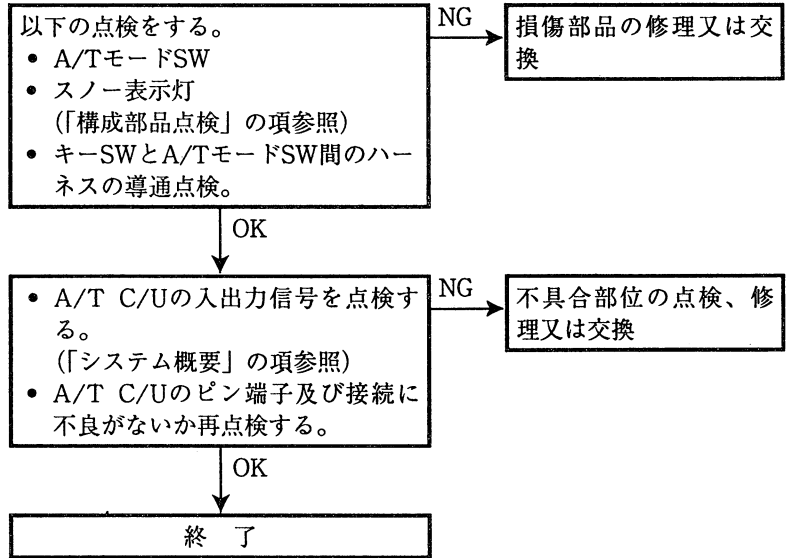 以下の点検をする。
• A/TモードSW
• スノー表示灯
(「構成部品点検」の項参照)
• キーSWとA/TモードSW間のハー
ネスの導通点検。
NG
損傷部品の修理又は交
換
OK
• A/T C/Uの入出力信号を点検す
る。
(「システム概要」の項参照)
• A/T C/Uのピン端子及び接続に
不良がないか再点検する。
NG
不具合部位の点検、修
理又は交換
OK
終 了